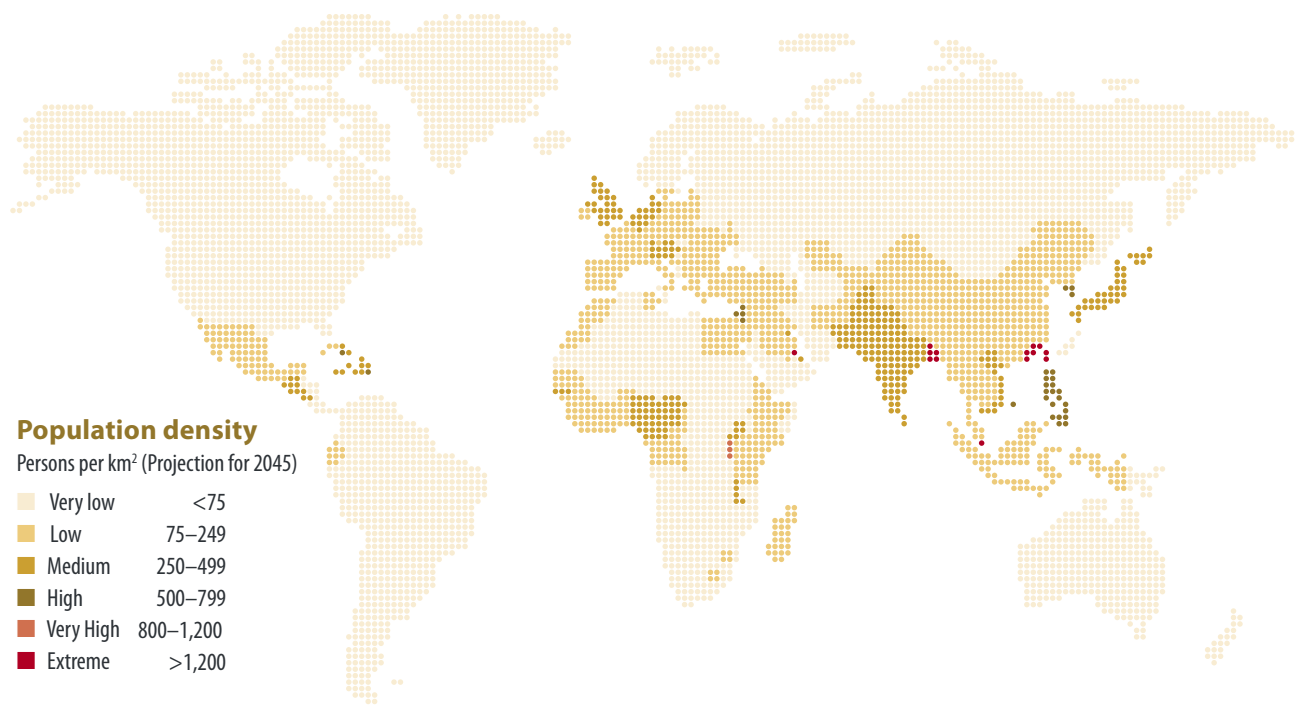 Population density
Persons per km² (Projection for 2045)
Very low <75
Low 75–249
Medium 250–499
High 500–799
Very High 800–1,200
Extreme >1,200